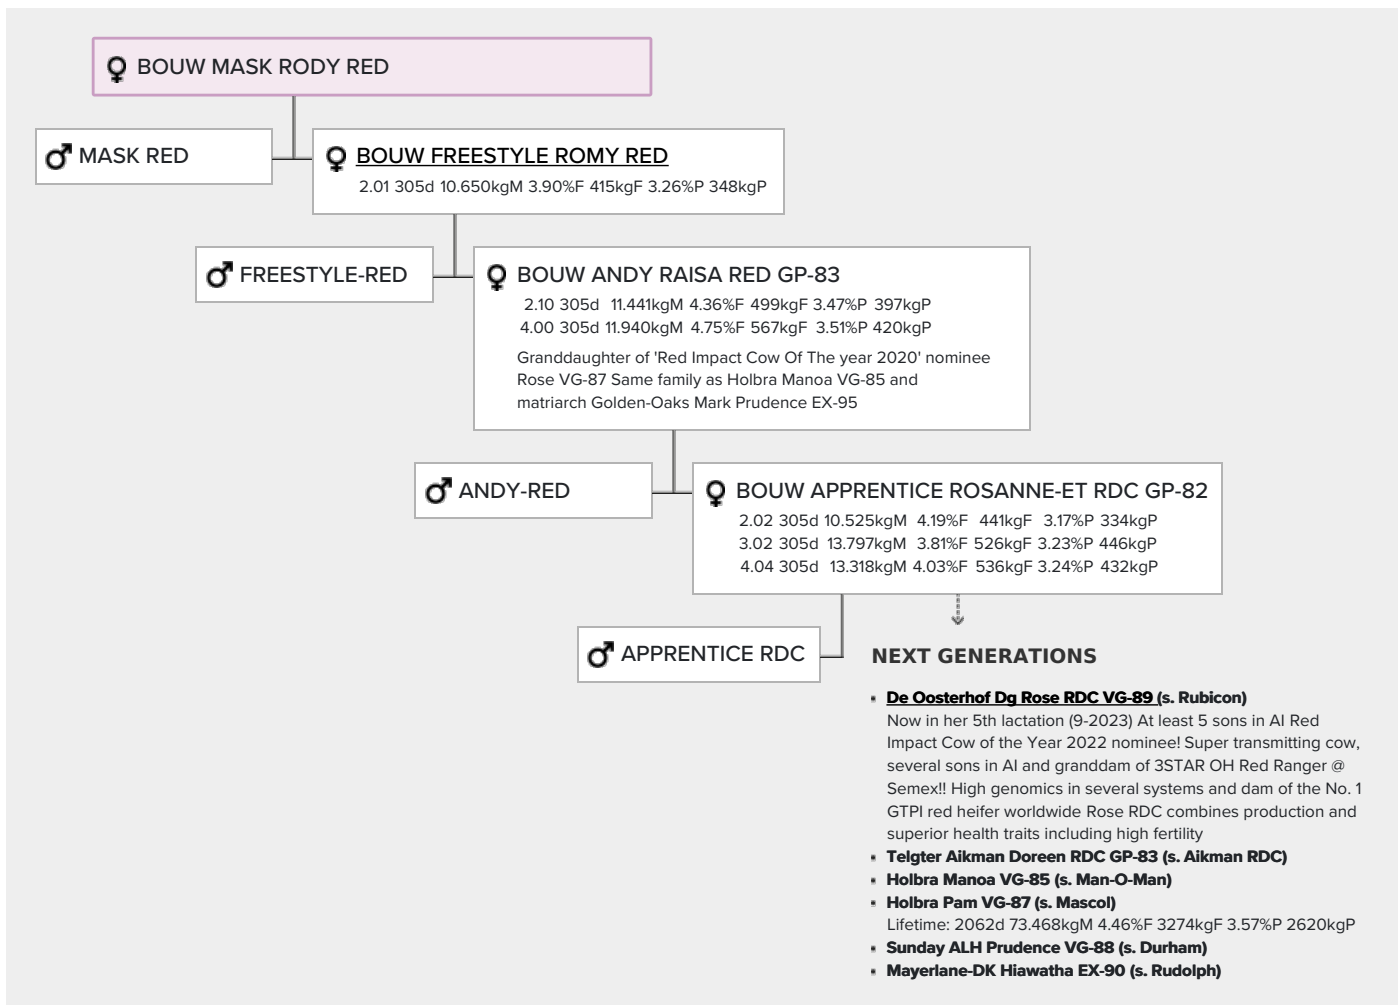 BOUW MASK RODY RED
MASK RED
BOUW FREESTYLE ROMY RED
2.01 305d 10.650kgM 3.90%F 415kgF 3.26%P 348kgP
FREESTYLE-RED
BOUW ANDY RAISA RED GP-83
2.10 305d 11.441kgM 4.36%F 499kgF 3.47%P 397kgP
4.00 305d 11.940kgM 4.75%F 567kgF 3.51%P 420kgP
Granddaughter of 'Red Impact Cow Of The year 2020' nominee
Rose VG-87 Same family as Holbra Manoa VG-85 and
matriarch Golden-Oaks Mark Prudence EX-95
ANDY-RED
BOUW APPRENTICE ROSANNE-ET RDC GP-82
2.02 305d 10.525kgM 4.19%F 441kgF 3.17%P 334kgP
3.02 305d 13.797kgM 3.81%F 526kgF 3.23%P 446kgP
4.04 305d 13.318kgM 4.03%F 536kgF 3.24%P 432kgP
APPRENTICE RDC
NEXT GENERATIONS
De Oosterhof Dg Rose RDC VG-89 (s. Rubicon)
Now in her 5th lactation (9-2023) At least 5 sons in AI Red
Impact Cow of the Year 2022 nominee! Super transmitting cow,
several sons in AI and granddam of 3STAR OH Red Ranger @
Semex!! High genomics in several systems and dam of the No. 1
GTPI red heifer worldwide Rose RDC combines production and
superior health traits including high fertility
Telgter Aikman Doreen RDC GP-83 (s. Aikman RDC)
Holbra Manoa VG-85 (s. Man-O-Man)
Holbra Pam VG-87 (s. Mascol)
Lifetime: 2062d 73.468kgM 4.46%F 3274kgF 3.57%P 2620kgP
Sunday ALH Prudence VG-88 (s. Durham)
Mayerlane-DK Hiawatha EX-90 (s. Rudolph)